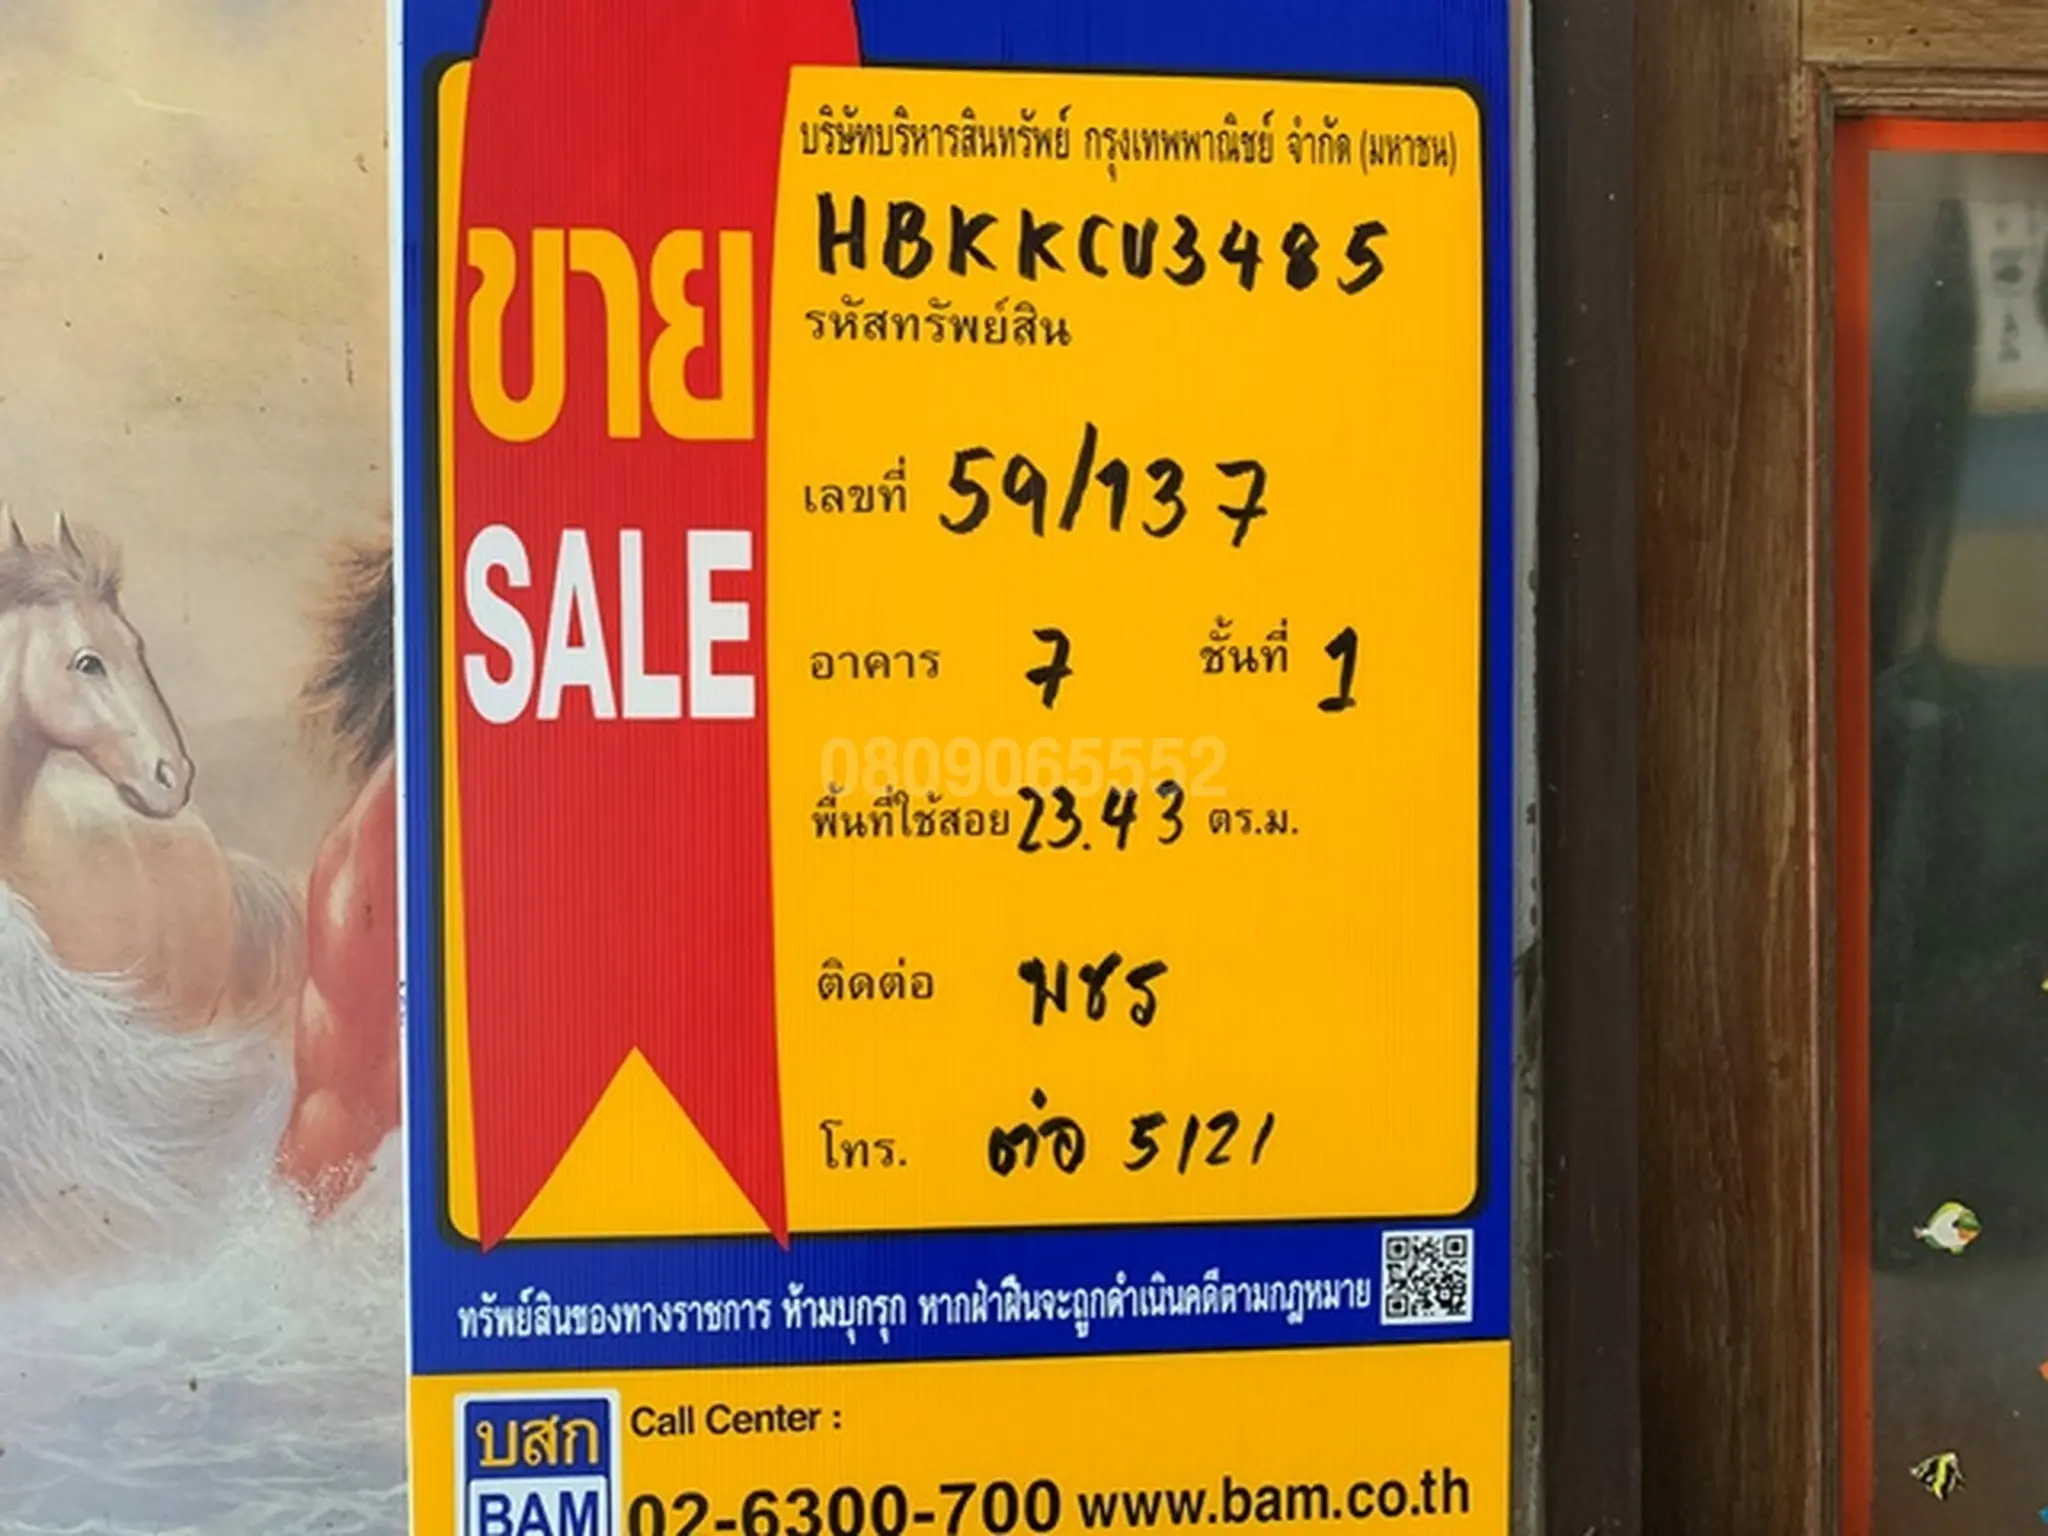 บริษัทบริหารสินทรัพย์ กรุงเทพพาณิชย์ จำกัด (มหาชน)
HBKKCU3485
รหัสทรัพย์สิน
ขาย
SALE
เลขที่ 59/137
อาคาร 7 ชั้นที่ 1
0809065552
พื้นที่ใช้สอย 23.43 ตร.ม.
ติดต่อ พชร
โทร. ต่อ 5121
ทรัพย์สินของทางราชการ ห้ามบุกรุก หากฝ่าฝืนจะถูกดำเนินคดีตามกฎหมาย
บสก
BAM
Call Center :
02-6300-700 www.bam.co.th